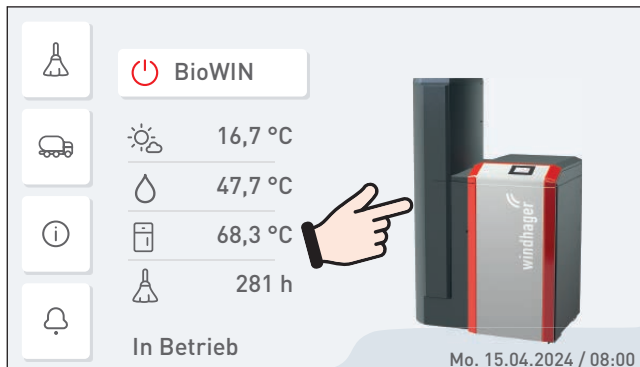 BioWIN
16,7 °C
47,7 °C
68,3 °C
281 h
In Betrieb
windhager
Mo. 15.04.2024 / 08:00